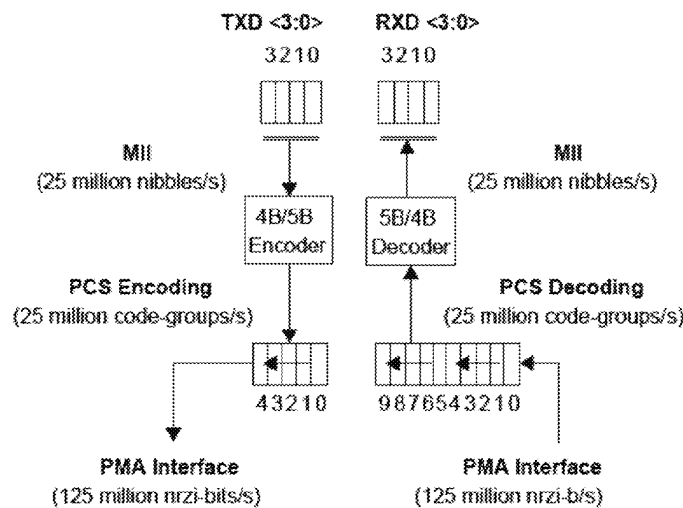 TXD <3:0> RXD <3:0>
3210 3210
MII MII
(25 million nibbles/s) (25 million nibbles/s)
4B/5B 5B/4B
Encoder Decoder
PCS Encoding PCS Decoding
(25 million code-groups/s) (25 million code-groups/s)
43210 9876543210
PMA Interface PMA Interface
(125 million nrzi-bits/s) (125 million nrzi-b/s)